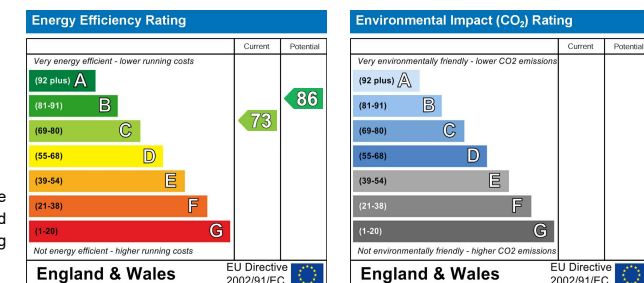 Energy Efficiency Rating
Current Potential
Very energy efficient - lower running costs
(92 plus) A
(81-91) B
86
(69-80) C
73
(55-68) D
(39-54) E
(21-38) F
(1-20) G
Not energy efficient - higher running costs
England & Wales
EU Directive
2002/91/EC
Environmental Impact (CO₂) Rating
Current Potential
Very environmentally friendly - lower CO2 emissions
(92 plus) A
(81-91) B
(69-80) C
(55-68) D
(39-54) E
(21-38) F
(1-20) G
Not environmentally friendly - higher CO2 emissions
England & Wales
EU Directive
2002/91/EC